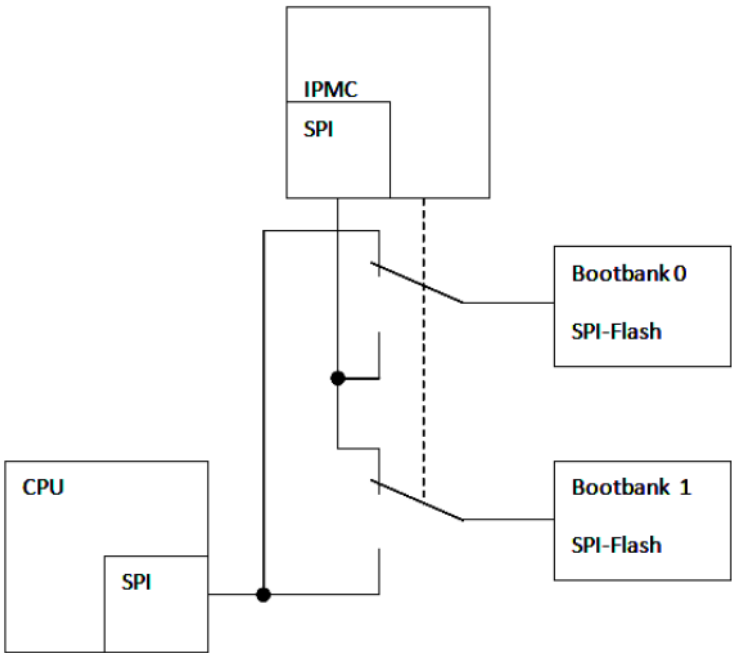 IPMC
SPI
Bootbank 0
SPI-Flash
CPU
SPI
Bootbank 1
SPI-Flash